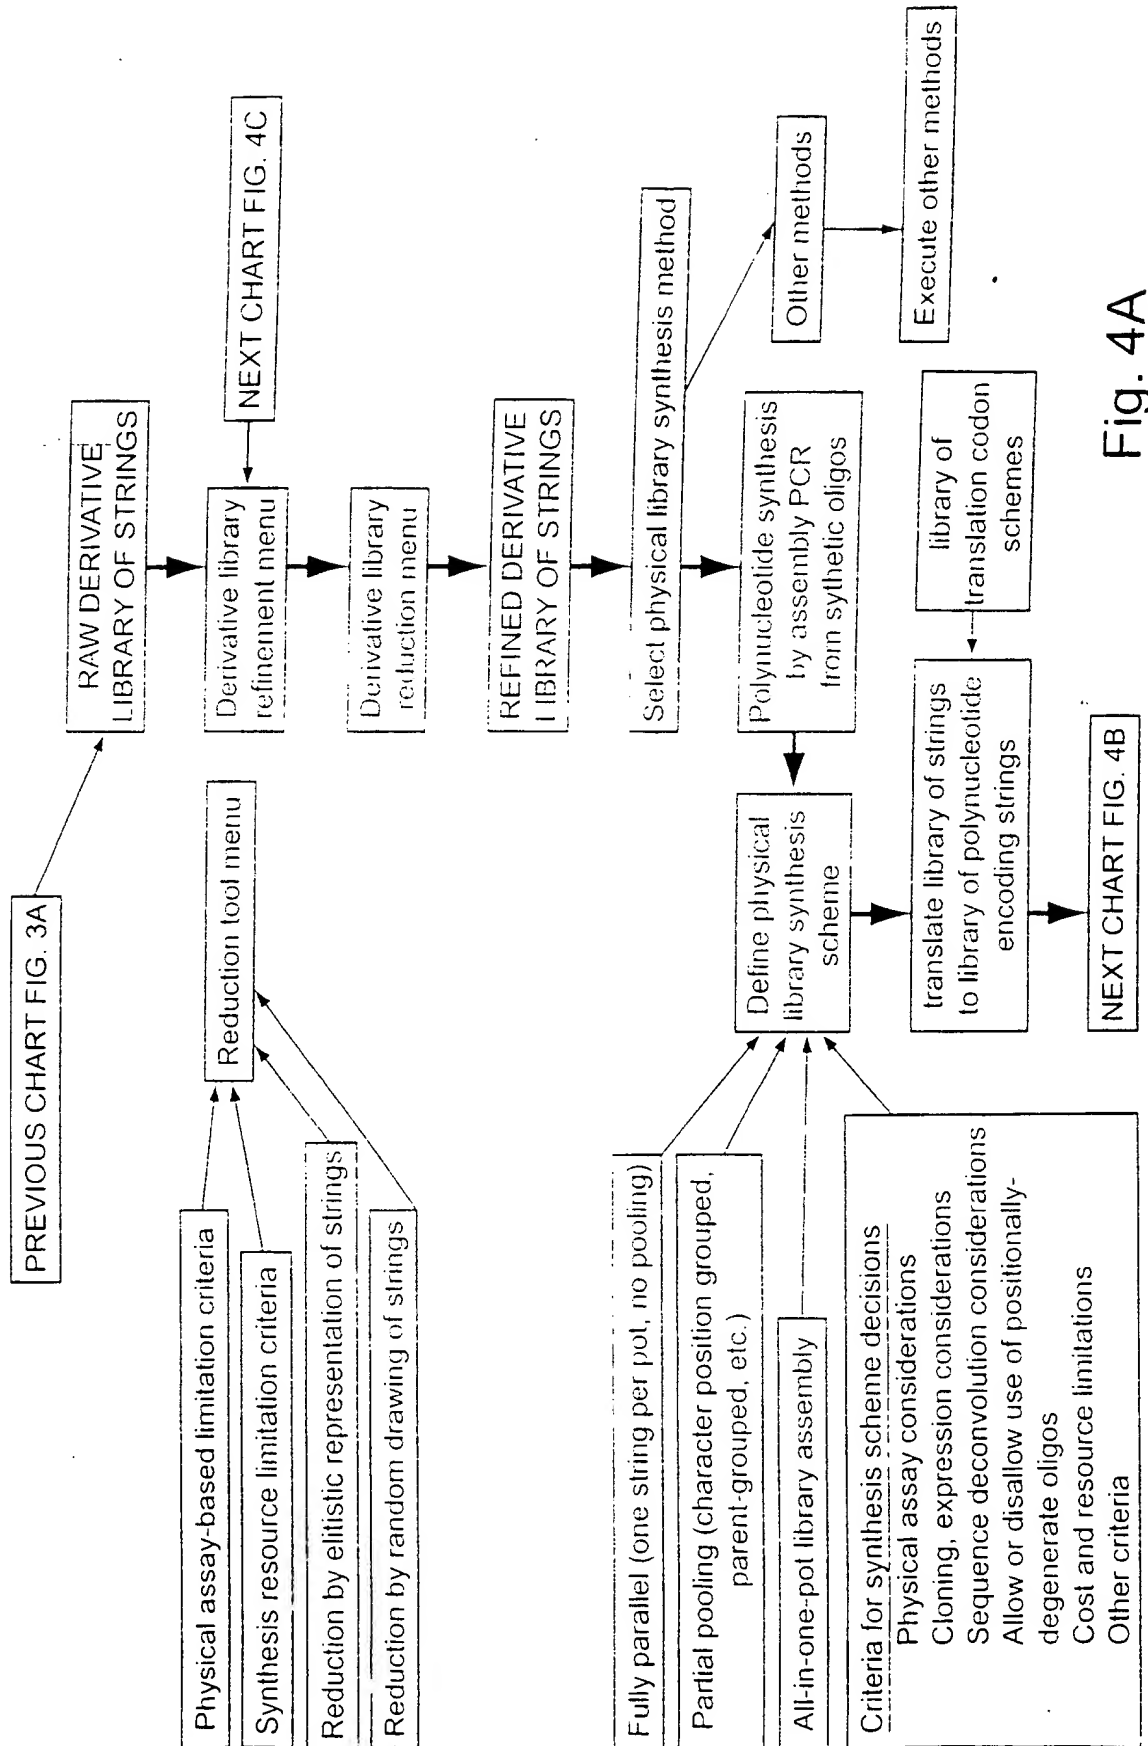 PREVIOUS CHART FIG. 3A
RAW DERIVATIVE
LIBRARY OF STRINGS
NEXT CHART FIG. 4C
Physical assay-based limitation criteria
Synthesis resource limitation criteria
Reduction by elitistic representation of strings
Reduction by random drawing of strings
Reduction tool menu
Derivative library
refinement menu
Derivative library
reduction menu
REFINED DERIVATIVE
LIBRARY OF STRINGS
Select physical library synthesis method
Other methods
Execute other methods
Fully parallel (one string per pot, no pooling)
Partial pooling (character position grouped,
parent-grouped, etc.)
All-in-one-pot library assembly
Criteria for synthesis scheme decisions
Physical assay considerations
Cloning, expression considerations
Sequence deconvolution considerations
Allow or disallow use of positionally-
degenerate oligos
Cost and resource limitations
Other criteria
Define physical
library synthesis
scheme
Polynucleotide synthesis
by assembly PCR
from sythetic oligos
translate library of strings
to library of polynucleotide
encoding strings
library of
translation codon
schemes
NEXT CHART FIG. 4B
Fig. 4A